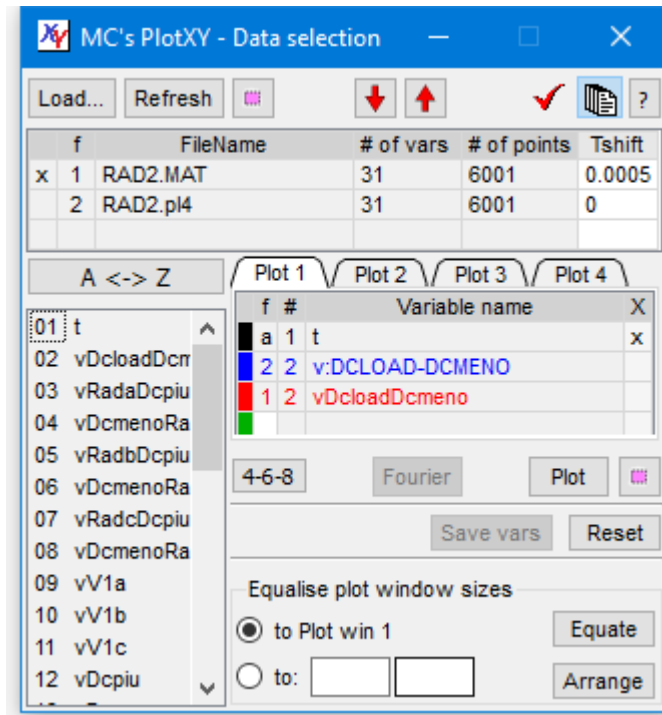 MC's PlotXY - Data selection
Load... Refresh ?
f FileName # of vars # of points Tshift
x 1 RAD2.MAT 31 6001 0.0005
2 RAD2.pl4 31 6001 0
A <-> Z
Plot 1 Plot 2 Plot 3 Plot 4
f # Variable name X
a 1 t x
2 2 v:DCLOAD-DCMENO
1 2 vDcloadDcmeno
01 t
02 vDcloadDcm
03 vRadaDcpiu
04 vDcmenoRa
05 vRadbDcpiu
06 vDcmenoRa
07 vRadcDcpiu
08 vDcmenoRa
09 vV1a
10 vV1b
11 vV1c
12 vDcpiu
4-6-8 Fourier Plot
Save vars Reset
Equalise plot window sizes
to Plot win 1 Equate
to: Arrange